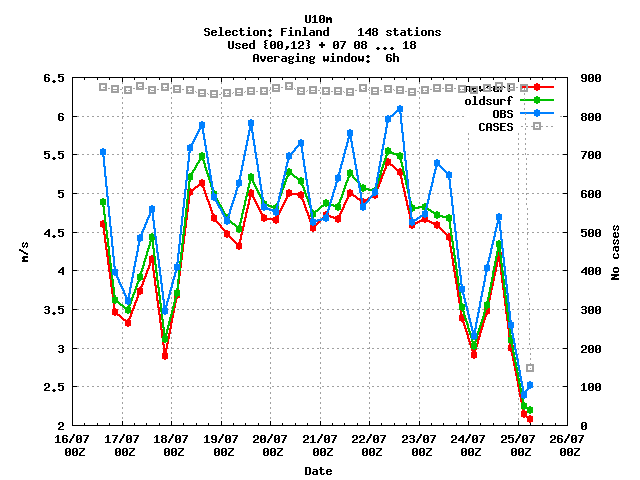 U10m
Selection: Finland 148 stations
Used {00,12} + 07 08 ... 18
Averaging window: 6h
6.5 900
6 800
5.5 700
5 600
4.5 500
4 400
3.5 300
3 200
2.5 100
2 0
m/s
No cases
oldsurf
OBS
CASES
16/07 17/07 18/07 19/07 20/07 21/07 22/07 23/07 24/07 25/07 26/07
00Z 00Z 00Z 00Z 00Z 00Z 00Z 00Z 00Z 00Z 00Z
Date